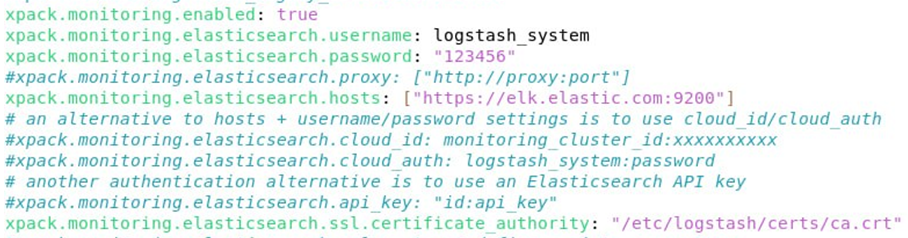 xpack.monitoring.enabled: true
xpack.monitoring.elasticsearch.username: logstash_system
xpack.monitoring.elasticsearch.password: "123456"
#xpack.monitoring.elasticsearch.proxy: ["http://proxy:port"]
xpack.monitoring.elasticsearch.hosts: ["https://elk.elastic.com:9200"]
# an alternative to hosts + username/password settings is to use cloud_id/cloud_auth
#xpack.monitoring.elasticsearch.cloud_id: monitoring_cluster_id:xxxxxxxxxx
#xpack.monitoring.elasticsearch.cloud_auth: logstash_system:password
# another authentication alternative is to use an Elasticsearch API key
#xpack.monitoring.elasticsearch.api_key: "id:api_key"
xpack.monitoring.elasticsearch.ssl.certificate_authority: "/etc/logstash/certs/ca.crt"